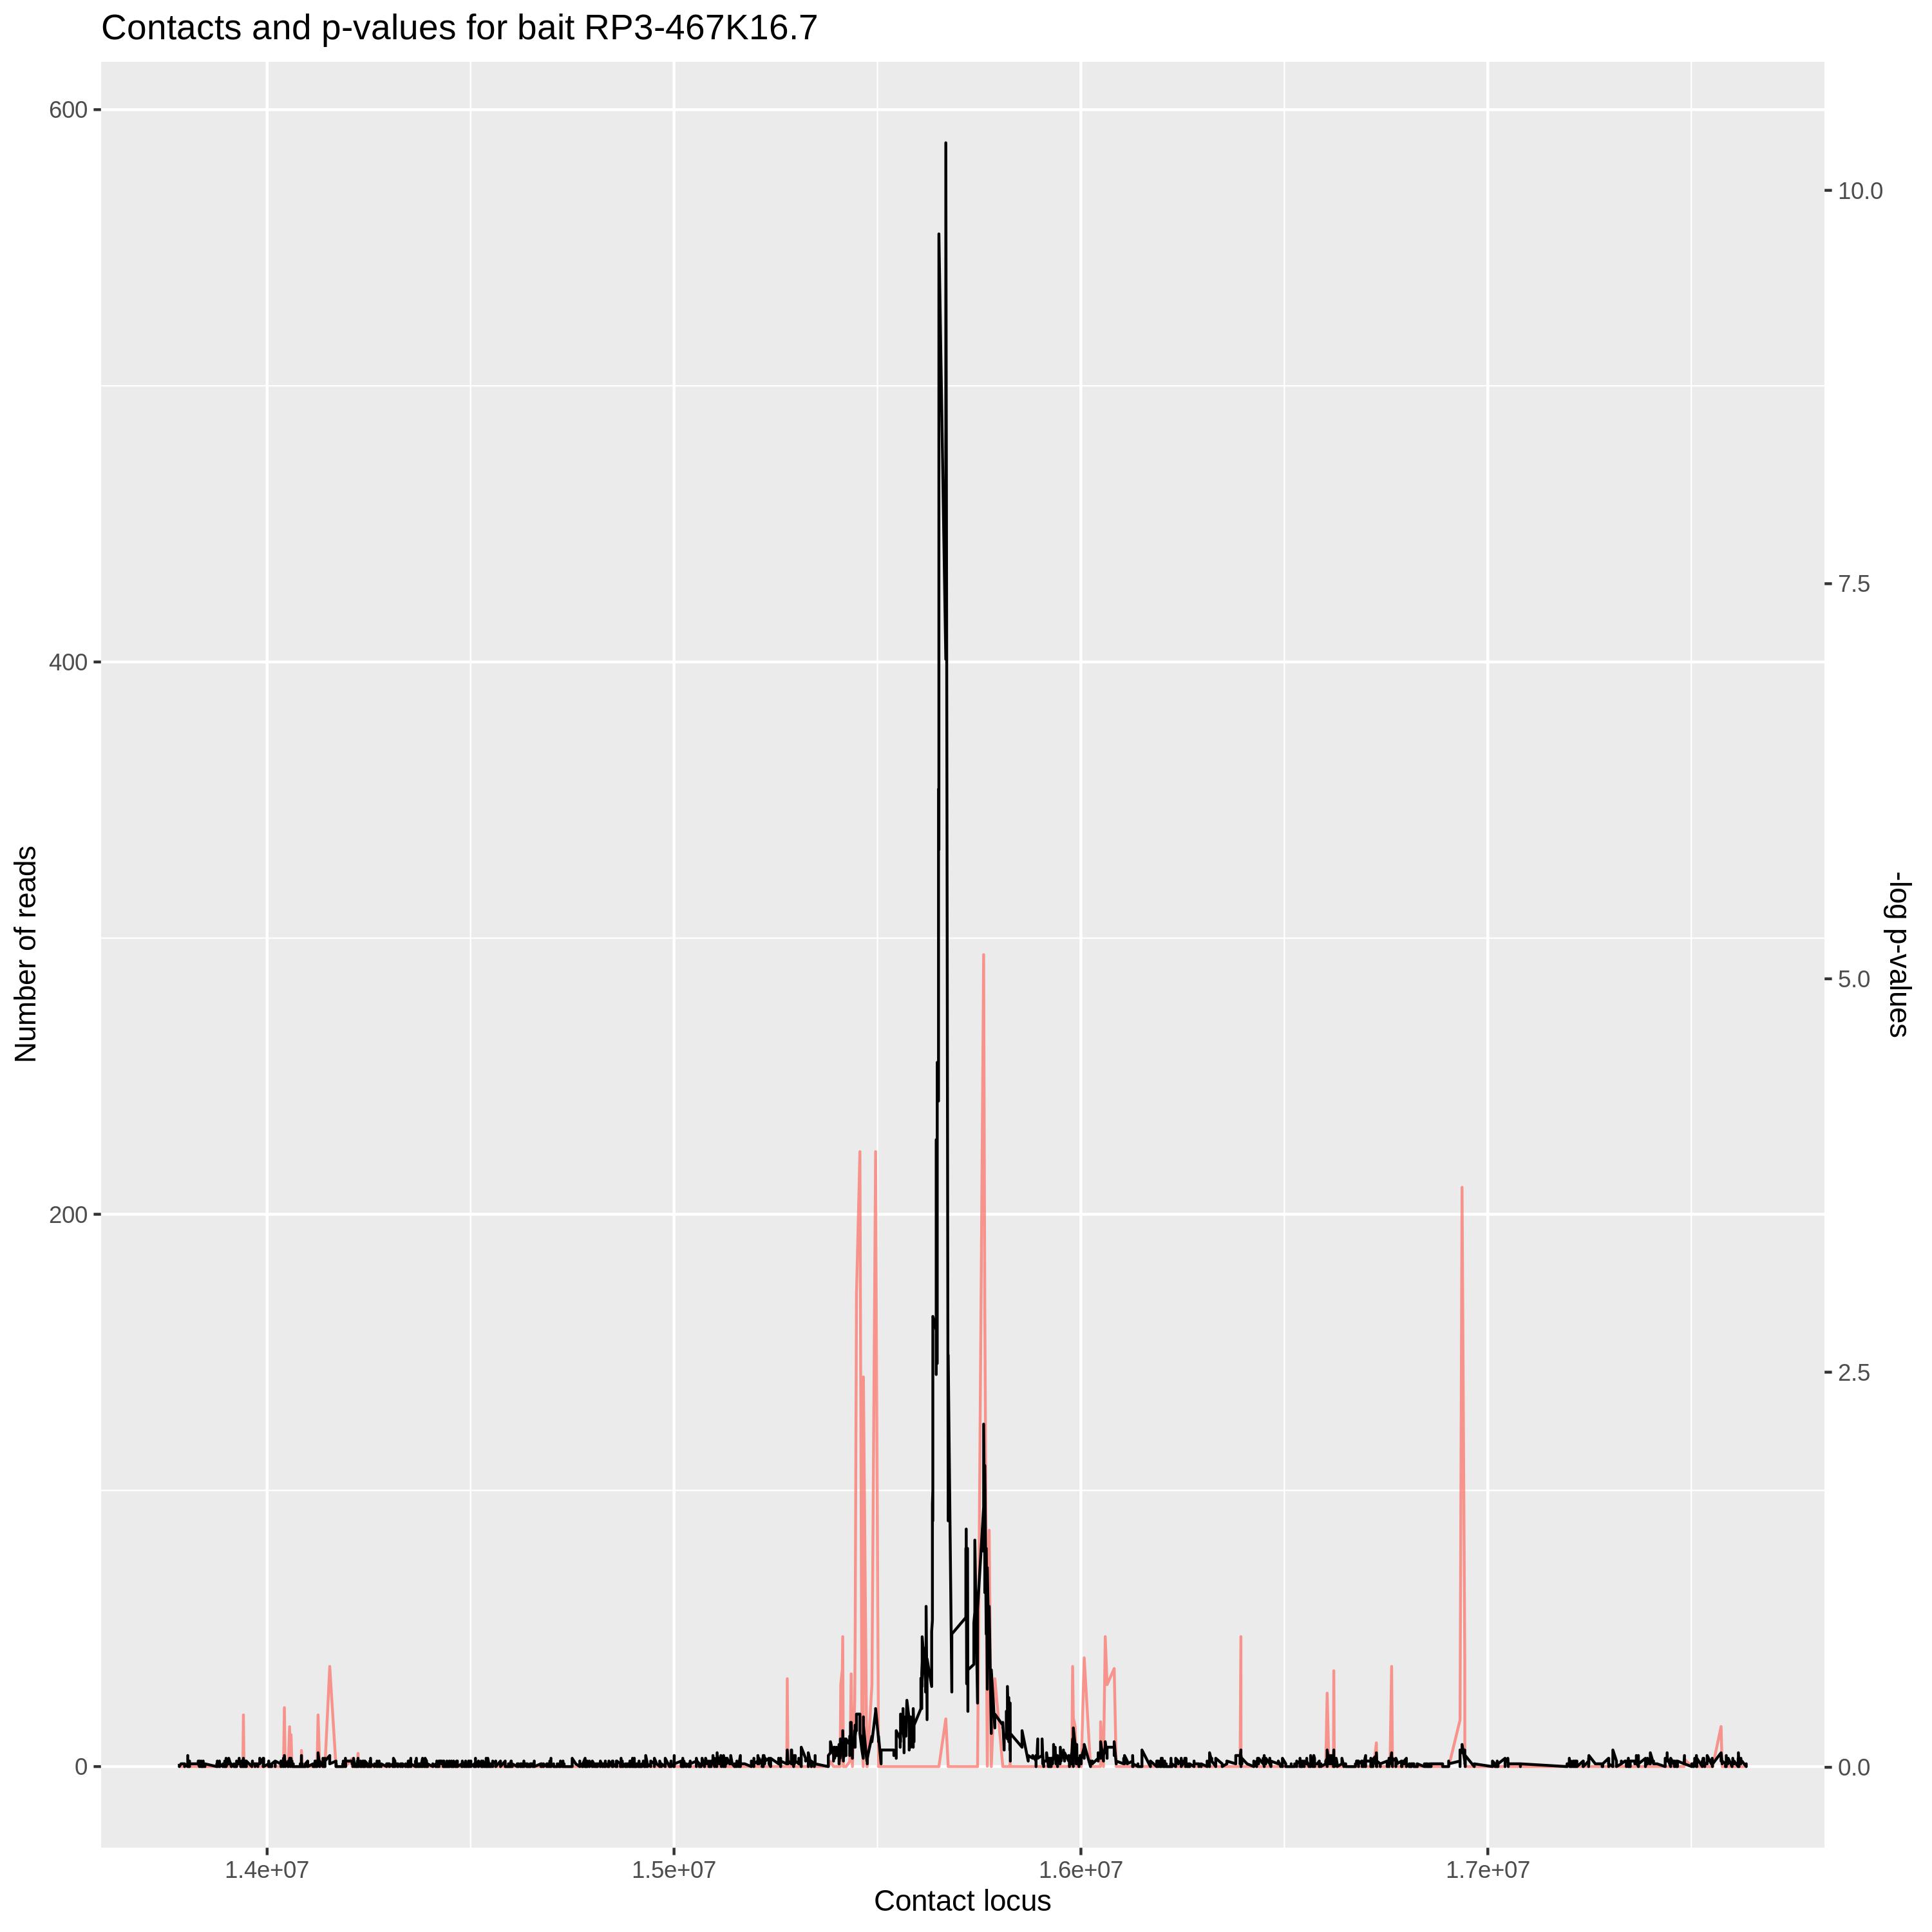 Contacts and p-values for bait RP3-467K16.7
600
400
200
0
Number of reads
10.0
7.5
5.0
2.5
0.0
-log p-values
1.4e+07 1.5e+07 1.6e+07 1.7e+07
Contact locus